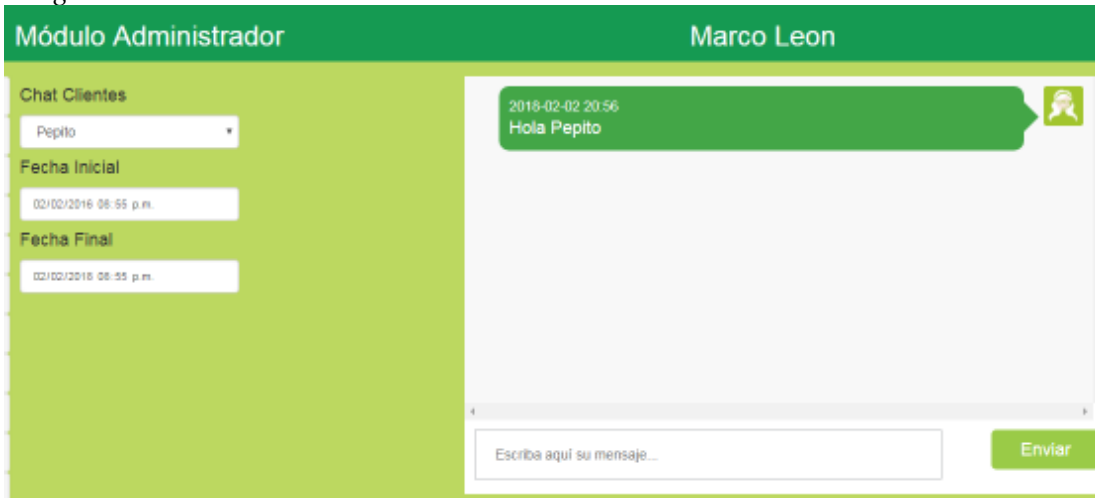 Módulo Administrador
Marco Leon
Chat Clientes
Pepito
Fecha Inicial
02/02/2016 08:55 p.m.
Fecha Final
02/02/2018 08:55 p.m.
2018-02-02 20:56
Hola Pepito
Escriba aquí su mensaje...
Enviar